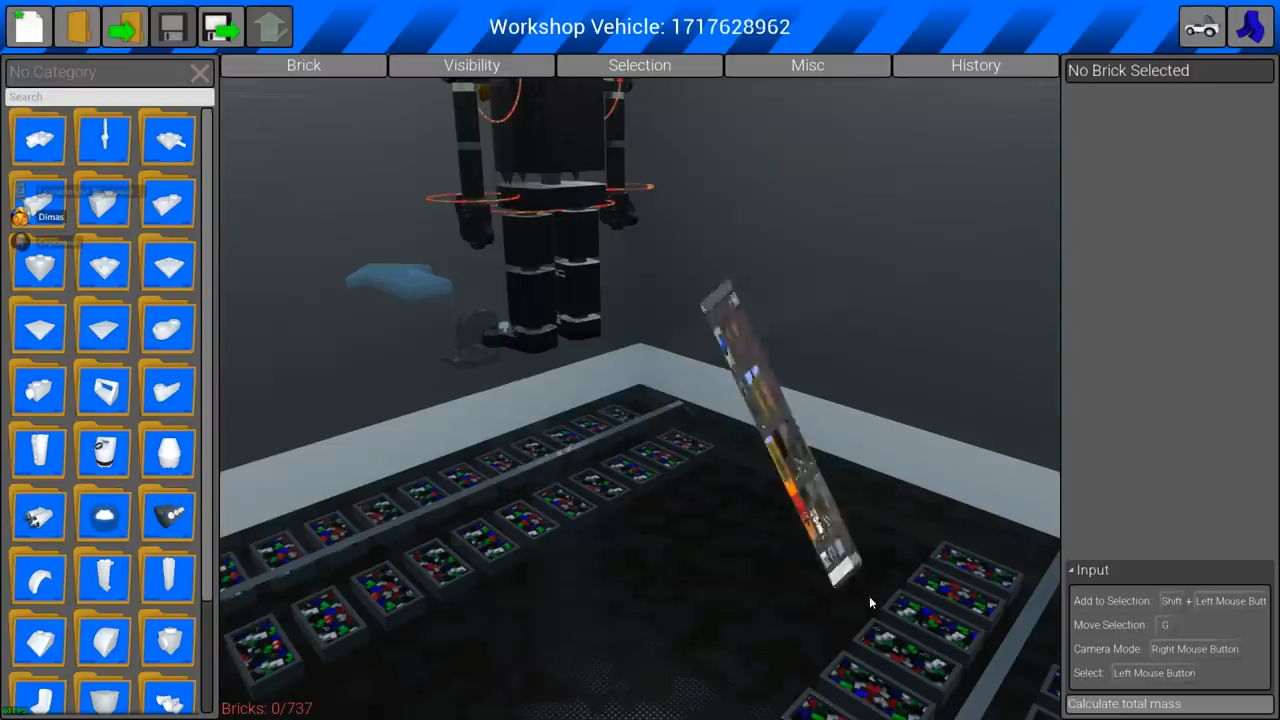 Workshop Vehicle: 1717628962
No Category
Search
Brick
Visibility
Selection
Misc
History
No Brick Selected
Dimas
Input
Add to Selection: Shift + Left Mouse Butt
Move Selection: G
Camera Mode: Right Mouse Button
Select: Left Mouse Button
Calculate total mass
Bricks: 0/737
60 FPS